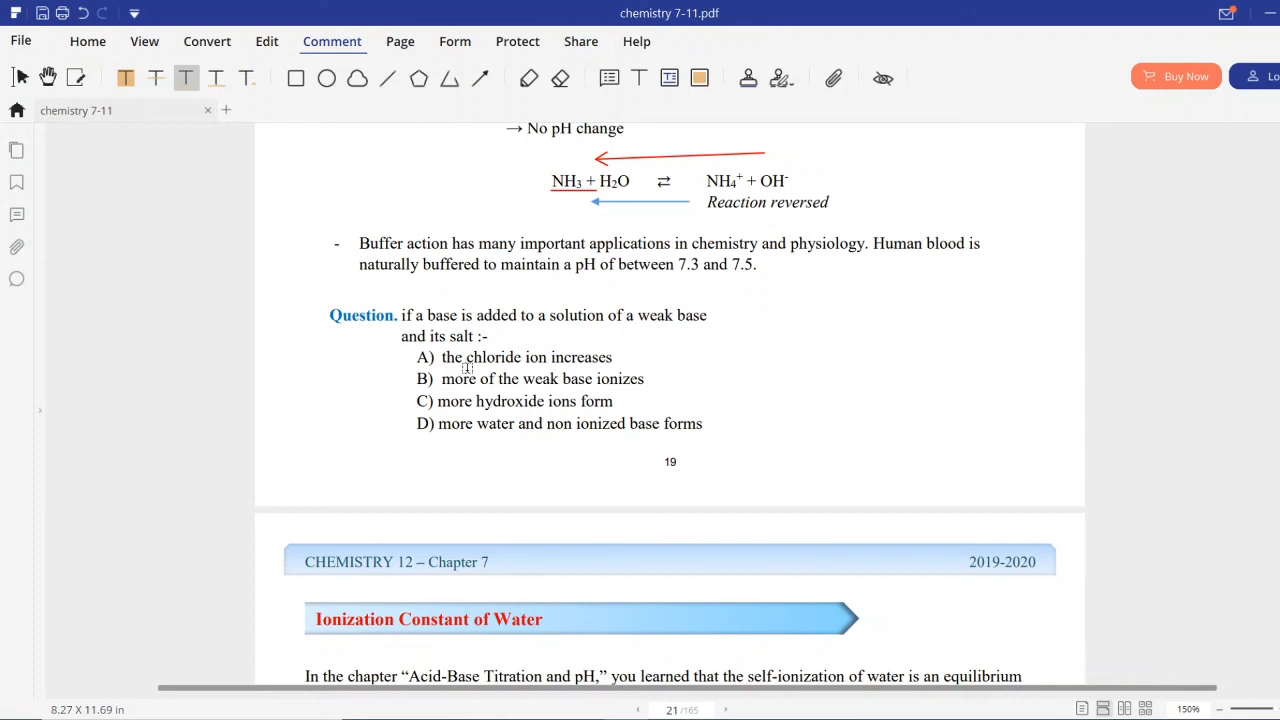 chemistry 7-11.pdf
File Home View Convert Edit Comment Page Form Protect Share Help
Buy Now
chemistry 7-11
→ No pH change
NH₃ + H₂O ⇄ NH₄⁺ + OH⁻
Reaction reversed
- Buffer action has many important applications in chemistry and physiology. Human blood is
naturally buffered to maintain a pH of between 7.3 and 7.5.
Question. if a base is added to a solution of a weak base
and its salt :-
A) the chloride ion increases
B) more of the weak base ionizes
C) more hydroxide ions form
D) more water and non ionized base forms
19
CHEMISTRY 12 – Chapter 7 2019-2020
Ionization Constant of Water
In the chapter “Acid-Base Titration and pH,” you learned that the self-ionization of water is an equilibrium
8.27 x 11.69 in 21 /165 150%